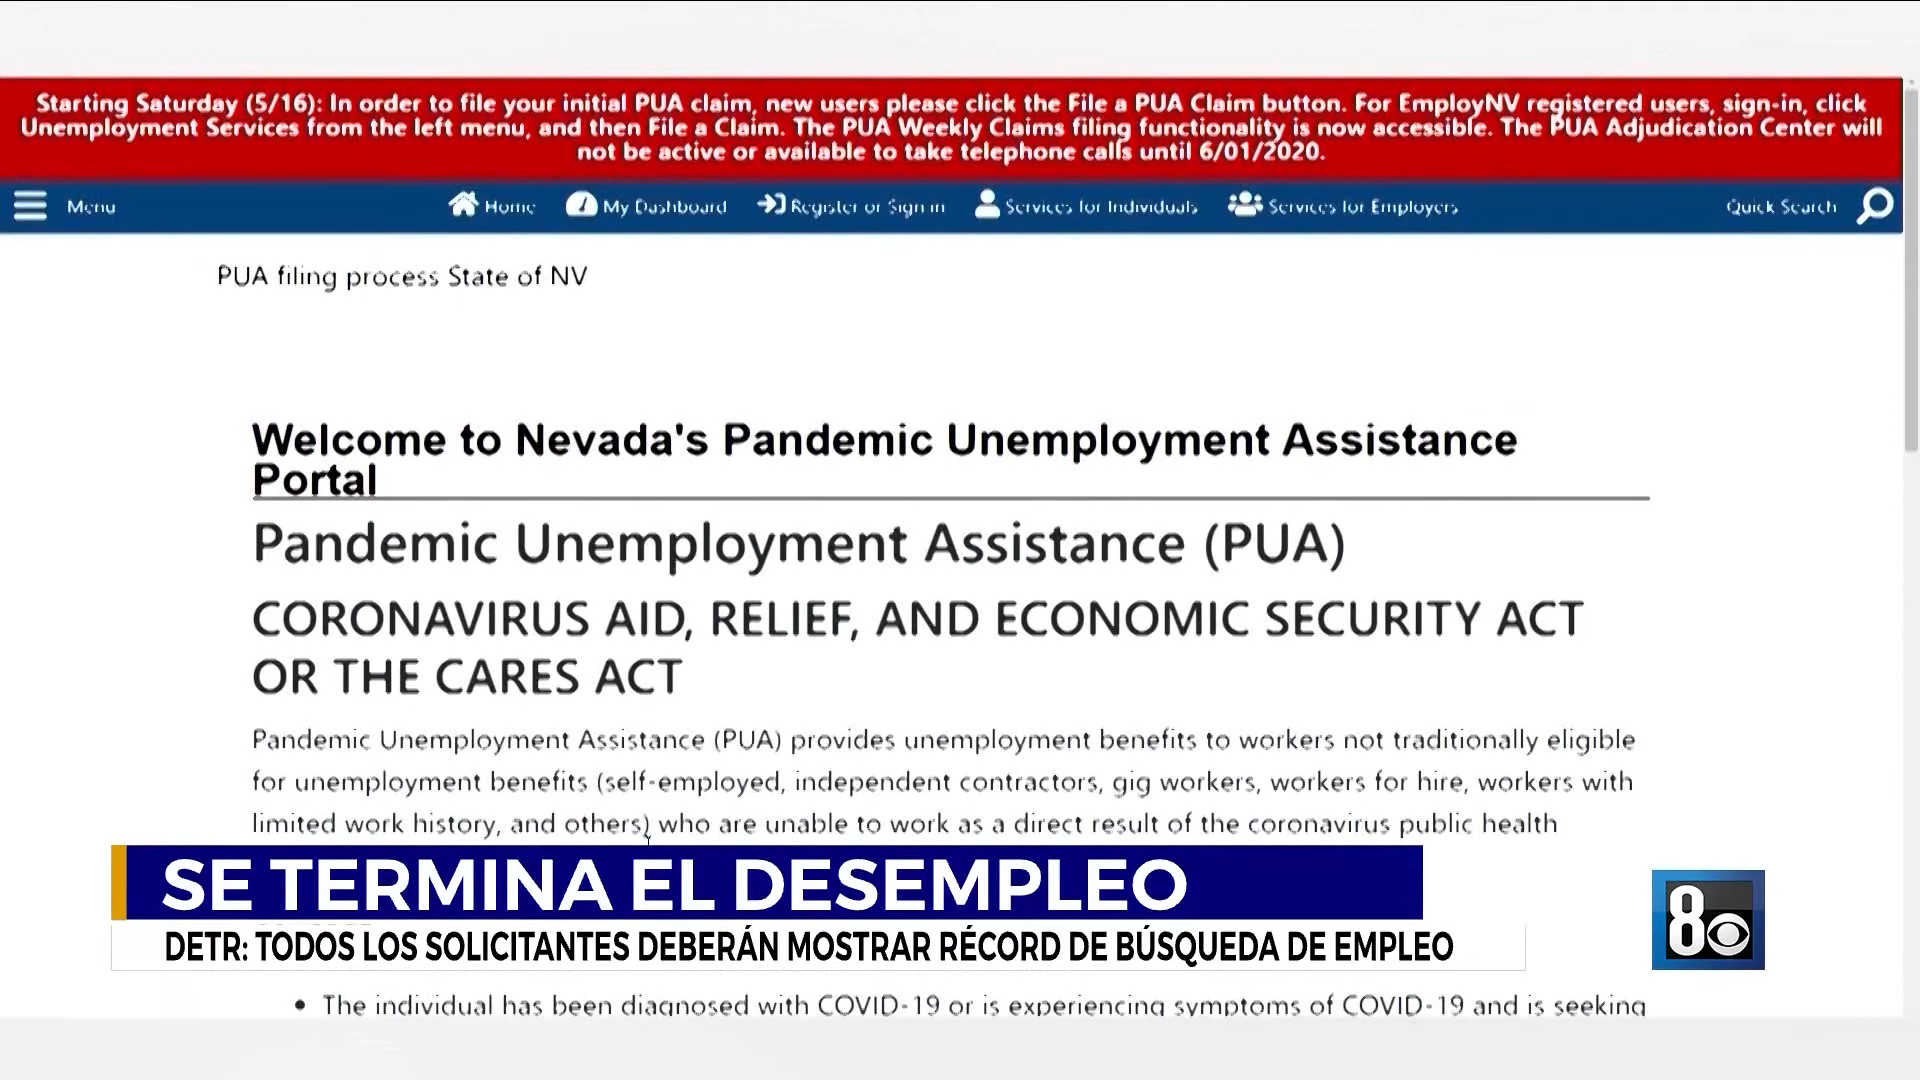 Starting Saturday (5/16): In order to file your initial PUA claim, new users please click the File a PUA Claim button. For EmployNV registered users, sign-in, click
Unemployment Services from the left menu, and then File a Claim. The PUA Weekly Claims filing functionality is now accessible. The PUA Adjudication Center will
not be active or available to take telephone calls until 6/01/2020.
Menu Home My Dashboard Register or Sign in Services for Individuals Services for Employers Quick Search
PUA filing process State of NV
Welcome to Nevada's Pandemic Unemployment Assistance
Portal
Pandemic Unemployment Assistance (PUA)
CORONAVIRUS AID, RELIEF, AND ECONOMIC SECURITY ACT
OR THE CARES ACT
Pandemic Unemployment Assistance (PUA) provides unemployment benefits to workers not traditionally eligible
for unemployment benefits (self-employed, independent contractors, gig workers, workers for hire, workers with
limited work history, and others) who are unable to work as a direct result of the coronavirus public health
SE TERMINA EL DESEMPLEO
DETR: TODOS LOS SOLICITANTES DEBERÁN MOSTRAR RÉCORD DE BÚSQUEDA DE EMPLEO
8
• The individual has been diagnosed with COVID-19 or is experiencing symptoms of COVID-19 and is seeking